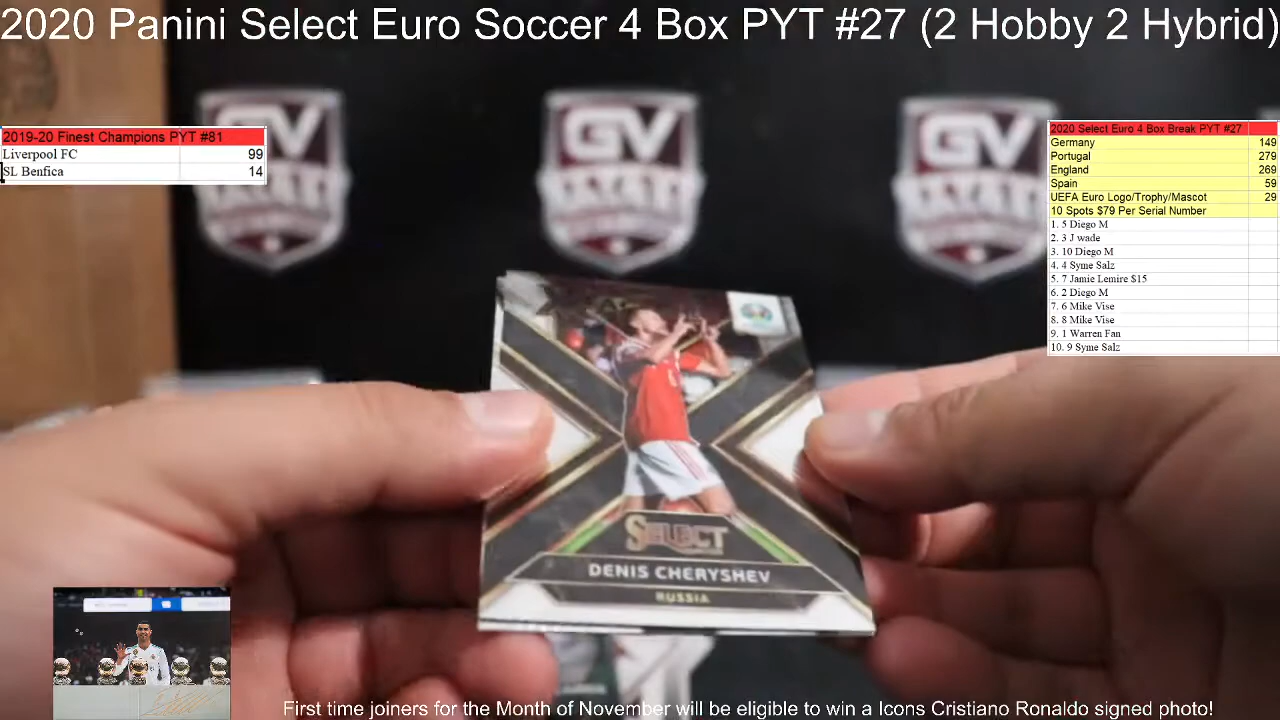 2020 Panini Select Euro Soccer 4 Box PYT #27 (2 Hobby 2 Hybrid)
GV
GV
GV
2019-20 Finest Champions PYT #81
Liverpool FC 99
SL Benfica 14
2020 Select Euro 4 Box Break PYT #27
Germany 149
Portugal 279
England 269
Spain 59
UEFA Euro Logo/Trophy/Mascot 29
10 Spots $79 Per Serial Number
1. 5 Diego M
2. 3 J wade
3. 10 Diego M
4. 4 Syme Salz
5. 7 Jamie Lemire $15
6. 2 Diego M
7. 6 Mike Vise
8. 8 Mike Vise
9. 1 Warren Fan
10. 9 Syme Salz
SELECT
DENIS CHERYSHEV
RUSSIA
First time joiners for the Month of November will be eligible to win a Icons Cristiano Ronaldo signed photo!